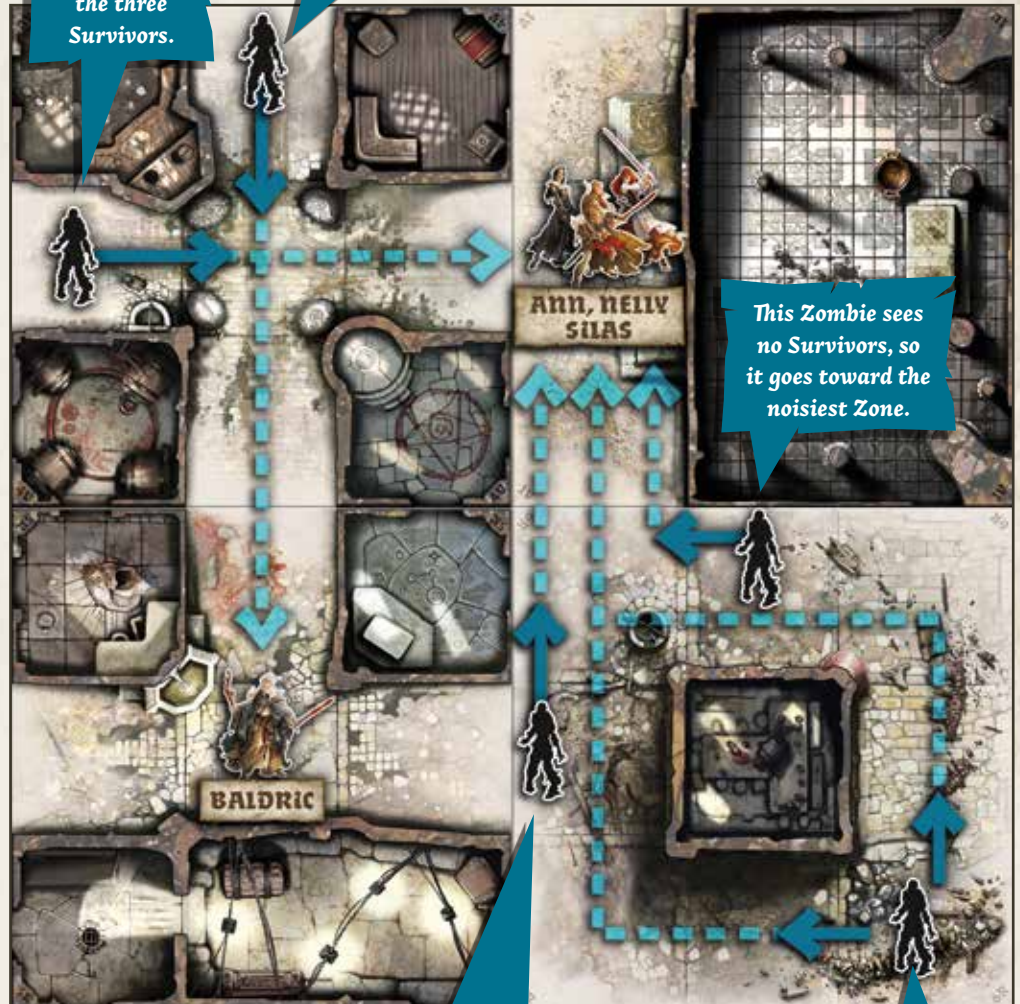 the three
Survivors.
ANN, NELLY
SILAS
This Zombie sees
no Survivors, so
it goes toward the
noisiest Zone.
BALDRIC